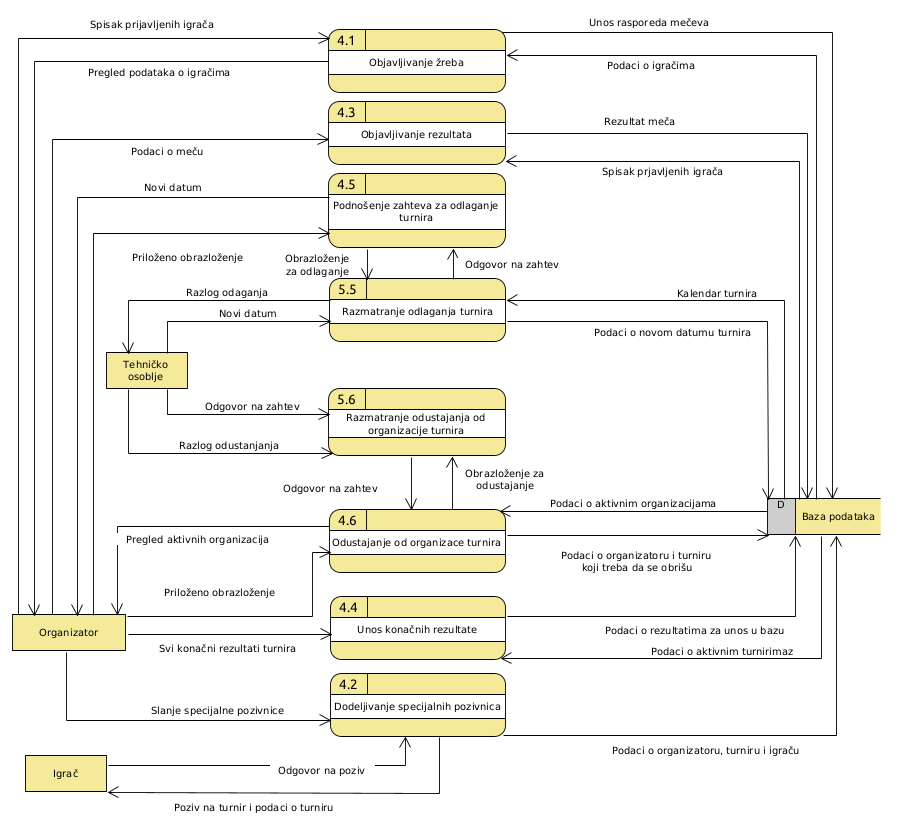 Spisak prijavljenih igrača
Unos rasporeda mečeva
4.1
Objavljivanje žreba
Pregled podataka o igračima
Podaci o igračima
4.3
Objavljivanje rezultata
Rezultat meča
Podaci o meču
Spisak prjavljenih igrača
4.5
Novi datum
Podnošenje zahteva za odlaganje
turnira
Priloženo obrazloženje
Obrazloženje
za odlaganje
Odgovor na zahtev
5.5
Razlog odaganja
Kalendar turnira
Razmatranje odlaganja turnira
Novi datum
Podaci o novom datumu turnira
Tehničko
osoblje
5.6
Odgovor na zahtev
Razmatranje odustajanja od
organizacije turnira
Razlog odustanjanja
Odgovor na zahtev
Obrazloženje za
odustajanje
Podaci o aktivnim organizacijama
D
Baza podataka
4.6
Pregled aktivnih organizacija
Odustajanje od organizace turnira
Podaci o organizatoru i turniru
koji treba da se obrišu
Priloženo obrazloženje
4.4
Organizator
Unos konačnih rezultate
Podaci o rezultatima za unos u bazu
Svi konačni rezultati turnira
Podaci o aktivnim turnirimaz
4.2
Slanje specijalne pozivnice
Dodeljivanje specijalnih pozivnica
Podaci o organizatoru, turniru i igraču
Igrač
Odgovor na poziv
Poziv na turnir i podaci o turniru